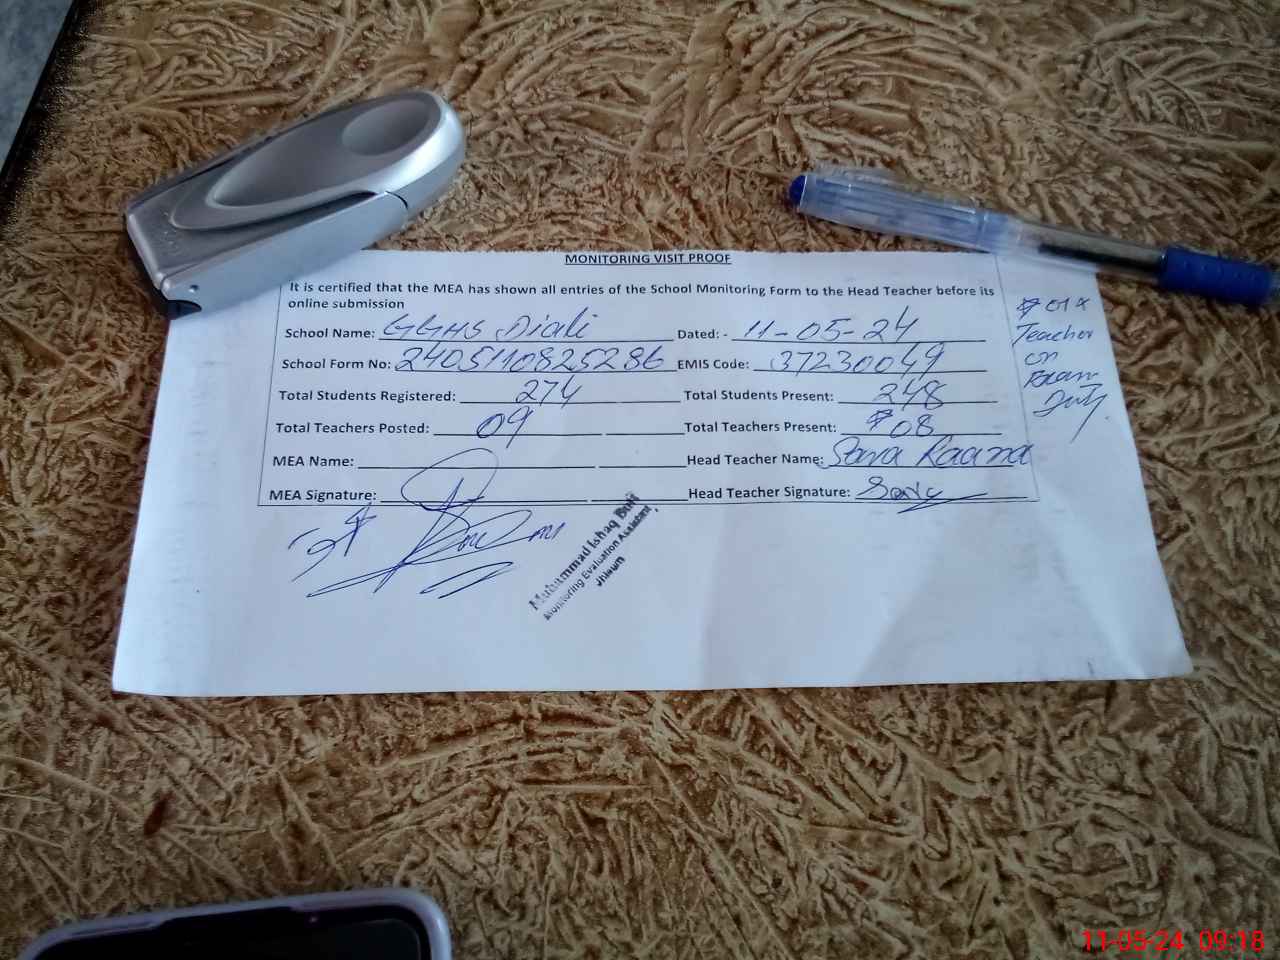 MONITORING VISIT PROOF
It is certified that the MEA has shown all entries of the School Monitoring Form to the Head Teacher before its
online submission
School Name: GGHS Diali Dated: - 11-05-24
School Form No: 2405110825286 EMIS Code: 37230049
Total Students Registered: 274 Total Students Present: 248
Total Teachers Posted: 09 Total Teachers Present: 08
MEA Name: Head Teacher Name: Raana
MEA Signature: Head Teacher Signature:
Teacher
on
Exam
Duty
Muhammad Ishaq Butt
Monitoring Evaluation Assistant
Jhleum
11-05-24 09:18